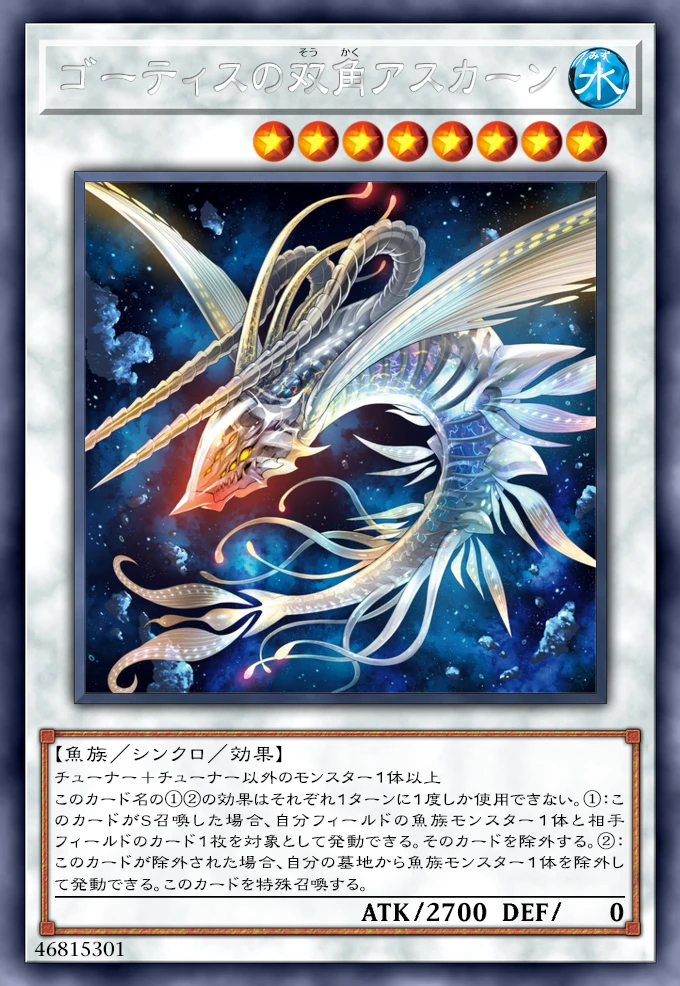 そう かく
ゴーティスの双角アスカーン
みず
水
【魚族／シンクロ／効果】
チューナー＋チューナー以外のモンスター1体以上
このカード名の①②の効果はそれぞれ1ターンに1度しか使用できない。①：こ
のカードがS召喚した場合、自分フィールドの魚族モンスター1体と相手
フィールドのカード1枚を対象として発動できる。そのカードを除外する。②：
このカードが除外された場合、自分の墓地から魚族モンスター1体を除外し
て発動できる。このカードを特殊召喚する。
ATK/2700 DEF/ 0
46815301